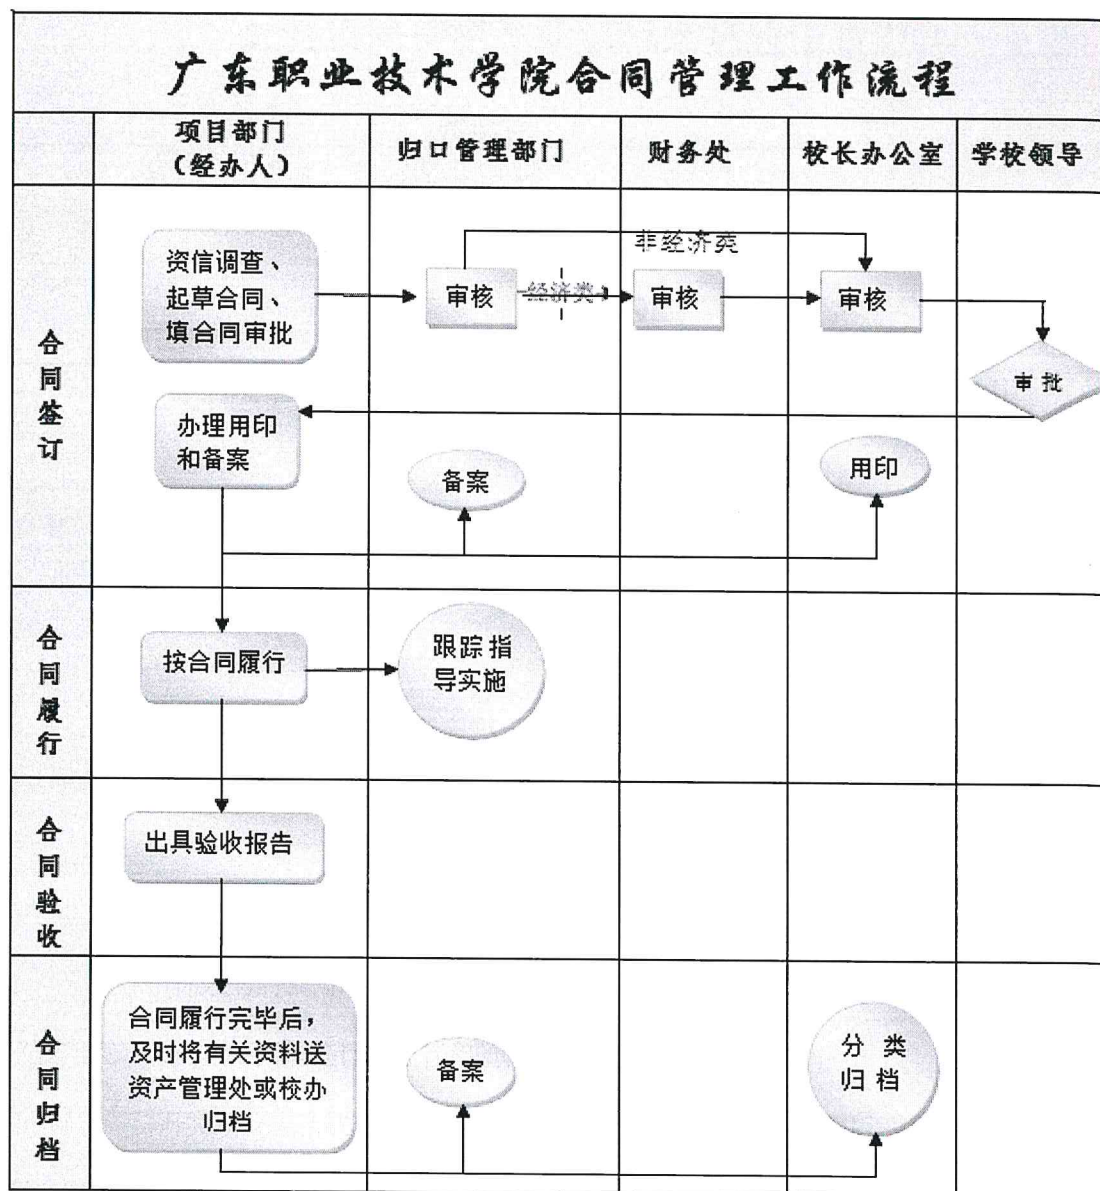 广东职业技术学院合同管理工作流程
项目部门
（经办人）
归口管理部门
财务处
校长办公室
学校领导
合同签订
资信调查、
起草合同、
填合同审批
审核
经济类
非经济类
审核
审核
审批
办理用印
和备案
备案
用印
合同履行
按合同履行
跟踪指
导实施
合同验收
出具验收报告
合同归档
合同履行完毕后，
及时将有关资料送
资产管理处或校办
归档
备案
分 类
归 档